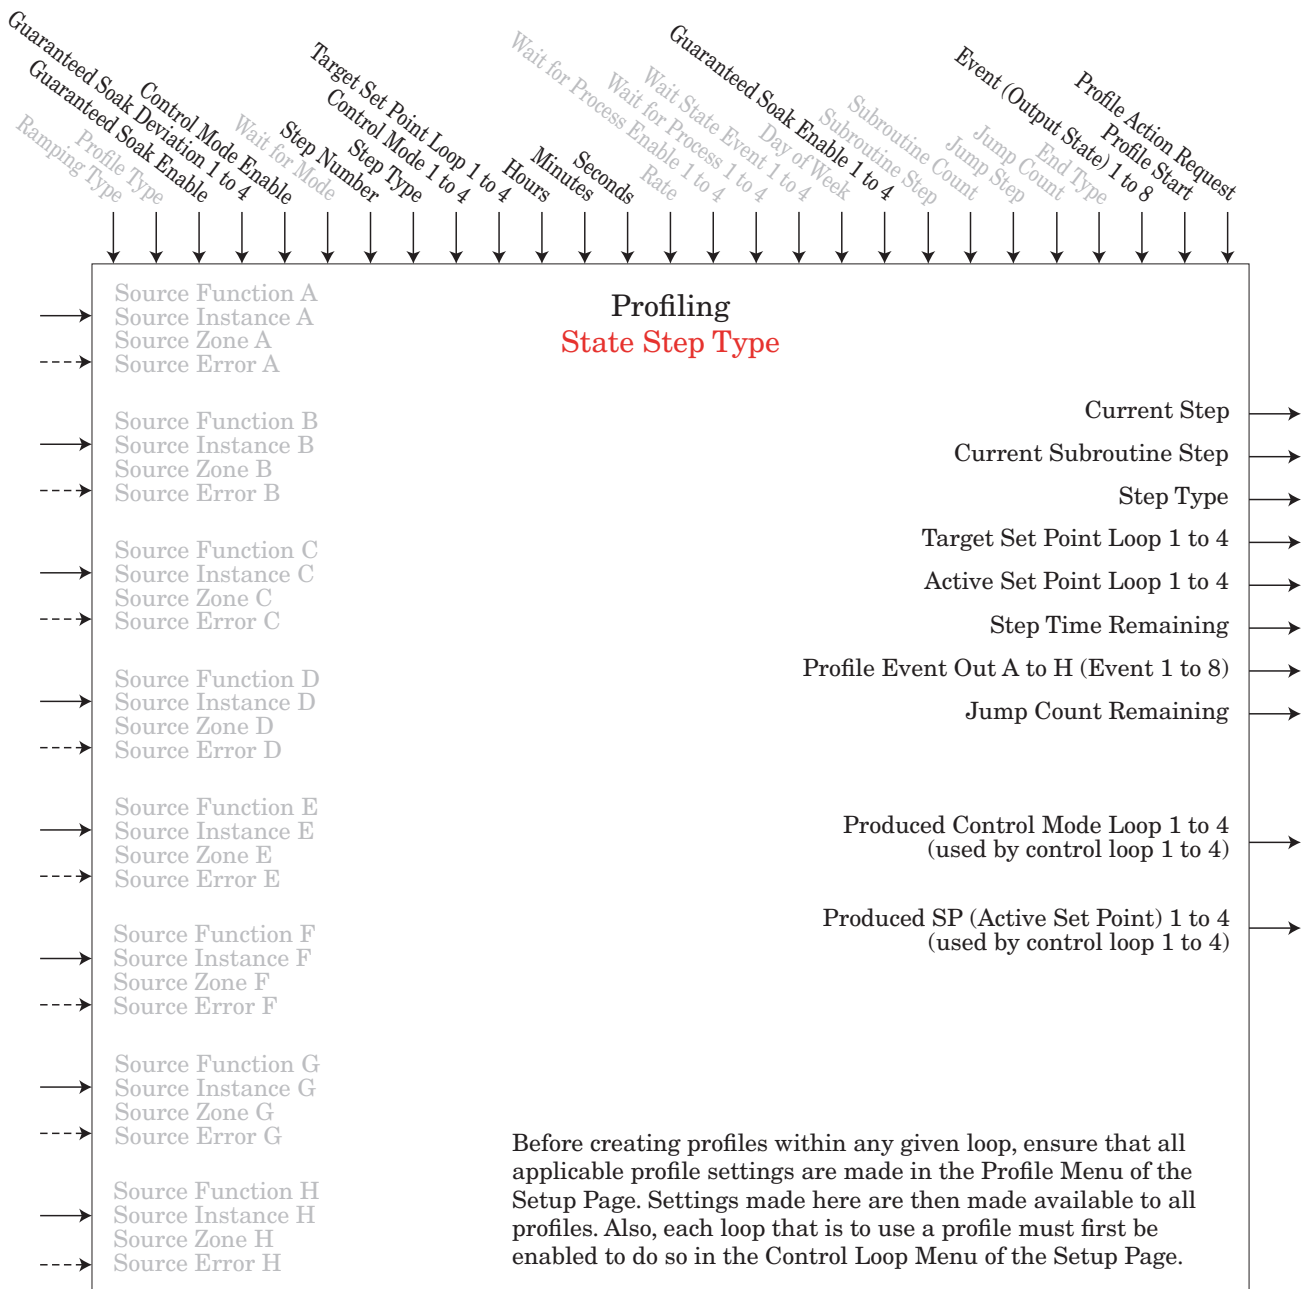 Ramping Type
Profile Type
Guaranteed Soak Enable
Guaranteed Soak Deviation 1 to 4
Control Mode Enable
Wait for Mode
Step Number
Step Type
Control Mode 1 to 4
Target Set Point Loop 1 to 4
Hours
Minutes
Seconds
Rate
Wait for Process Enable 1 to 4
Wait for Process 1 to 4
Wait State Event 1 to 4
Day of Week
Guaranteed Soak Enable 1 to 4
Subroutine Step
Subroutine Count
Jump Step
Jump Count
End Type
Event (Output State) 1 to 8
Profile Start
Profile Action Request
Profiling
State Step Type
Source Function A
Source Instance A
Source Zone A
Source Error A
Source Function B
Source Instance B
Source Zone B
Source Error B
Source Function C
Source Instance C
Source Zone C
Source Error C
Source Function D
Source Instance D
Source Zone D
Source Error D
Source Function E
Source Instance E
Source Zone E
Source Error E
Source Function F
Source Instance F
Source Zone F
Source Error F
Source Function G
Source Instance G
Source Zone G
Source Error G
Source Function H
Source Instance H
Source Zone H
Source Error H
Current Step
Current Subroutine Step
Step Type
Target Set Point Loop 1 to 4
Active Set Point Loop 1 to 4
Step Time Remaining
Profile Event Out A to H (Event 1 to 8)
Jump Count Remaining
Produced Control Mode Loop 1 to 4
(used by control loop 1 to 4)
Produced SP (Active Set Point) 1 to 4
(used by control loop 1 to 4)
Before creating profiles within any given loop, ensure that all
applicable profile settings are made in the Profile Menu of the
Setup Page. Settings made here are then made available to all
profiles. Also, each loop that is to use a profile must first be
enabled to do so in the Control Loop Menu of the Setup Page.